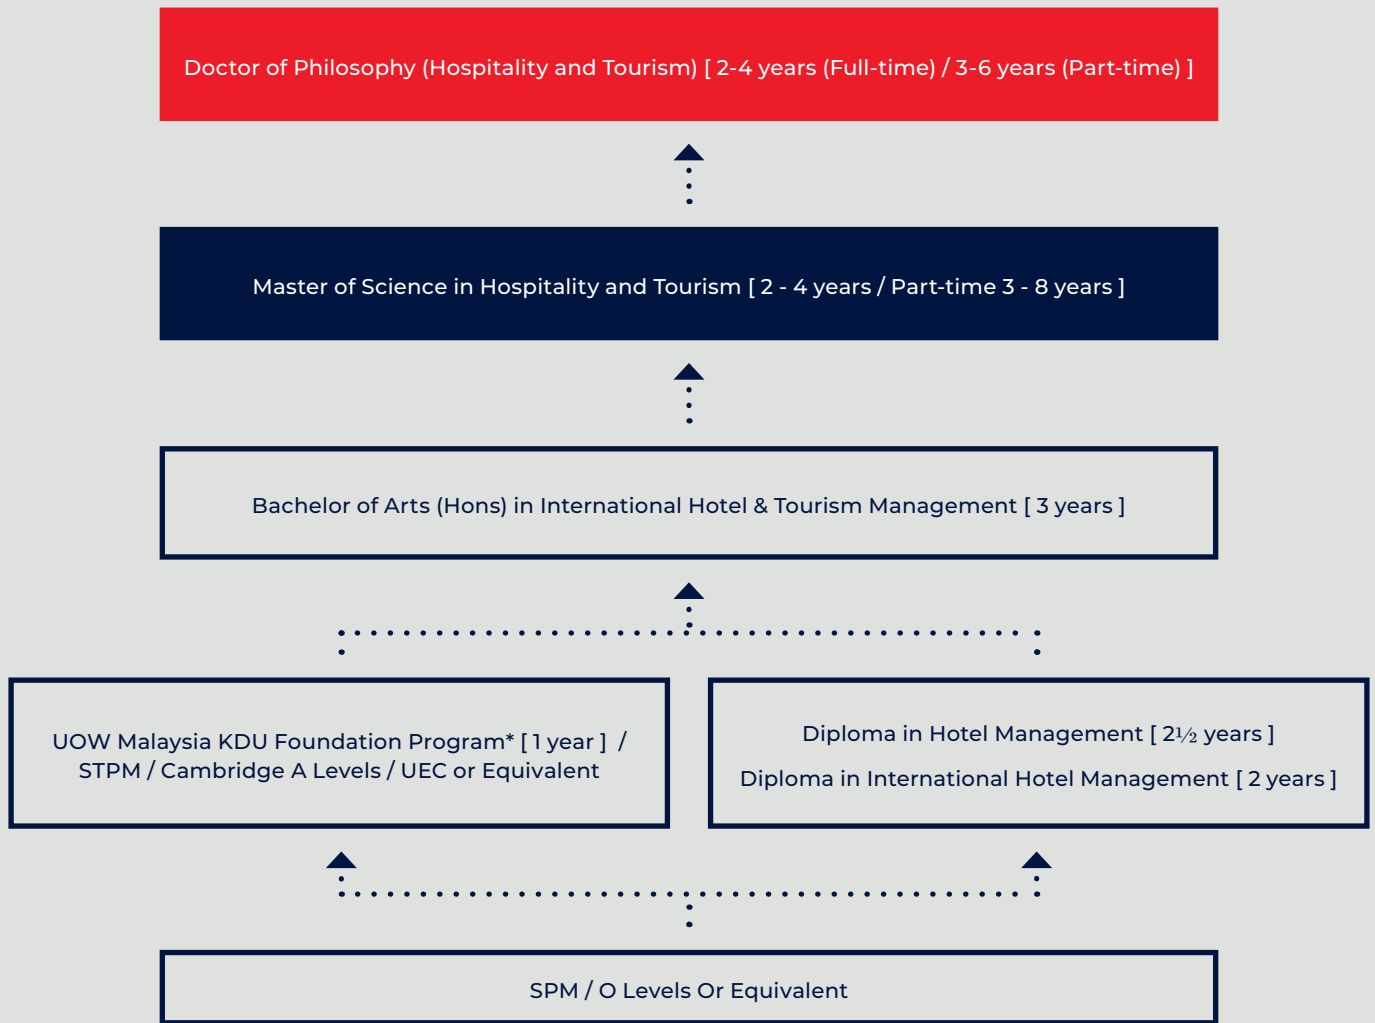 Doctor of Philosophy (Hospitality and Tourism) [ 2-4 years (Full-time) / 3-6 years (Part-time) ]
Master of Science in Hospitality and Tourism [ 2 - 4 years / Part-time 3 - 8 years ]
Bachelor of Arts (Hons) in International Hotel & Tourism Management [ 3 years ]
UOW Malaysia KDU Foundation Program* [ 1 year ] /
STPM / Cambridge A Levels / UEC or Equivalent
Diploma in Hotel Management [ 2½ years ]
Diploma in International Hotel Management [ 2 years ]
SPM / O Levels Or Equivalent